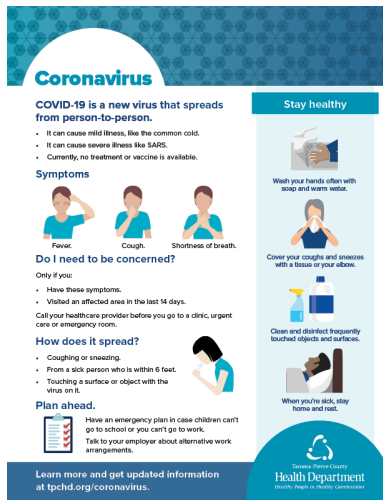 Coronavirus
COVID-19 is a new virus that spreads
from person-to-person.
• It can cause mild illness, like the common cold.
• It can cause severe illness like SARS.
• Currently, no treatment or vaccine is available.
Symptoms
Fever.
Cough.
Shortness of breath.
Do I need to be concerned?
Only if you:
• Have these symptoms.
• Visited an affected area in the last 14 days.
Call your healthcare provider before you go to a clinic, urgent
care or emergency room.
How does it spread?
• Coughing or sneezing.
• From a sick person who is within 6 feet.
• Touching a surface or object with the
virus on it.
Plan ahead.
Have an emergency plan in case children can't
go to school or you can't go to work.
Talk to your employer about alternative work
arrangements.
Stay healthy
Wash your hands often with
soap and warm water.
Cover your coughs and sneezes
with a tissue or your elbow.
Clean and disinfect frequently
touched objects and surfaces.
When you're sick, stay
home and rest.
Learn more and get updated information
at tpchd.org/coronavirus.
Tacoma-Pierce County
Health Department
Healthy People in Healthy Communities